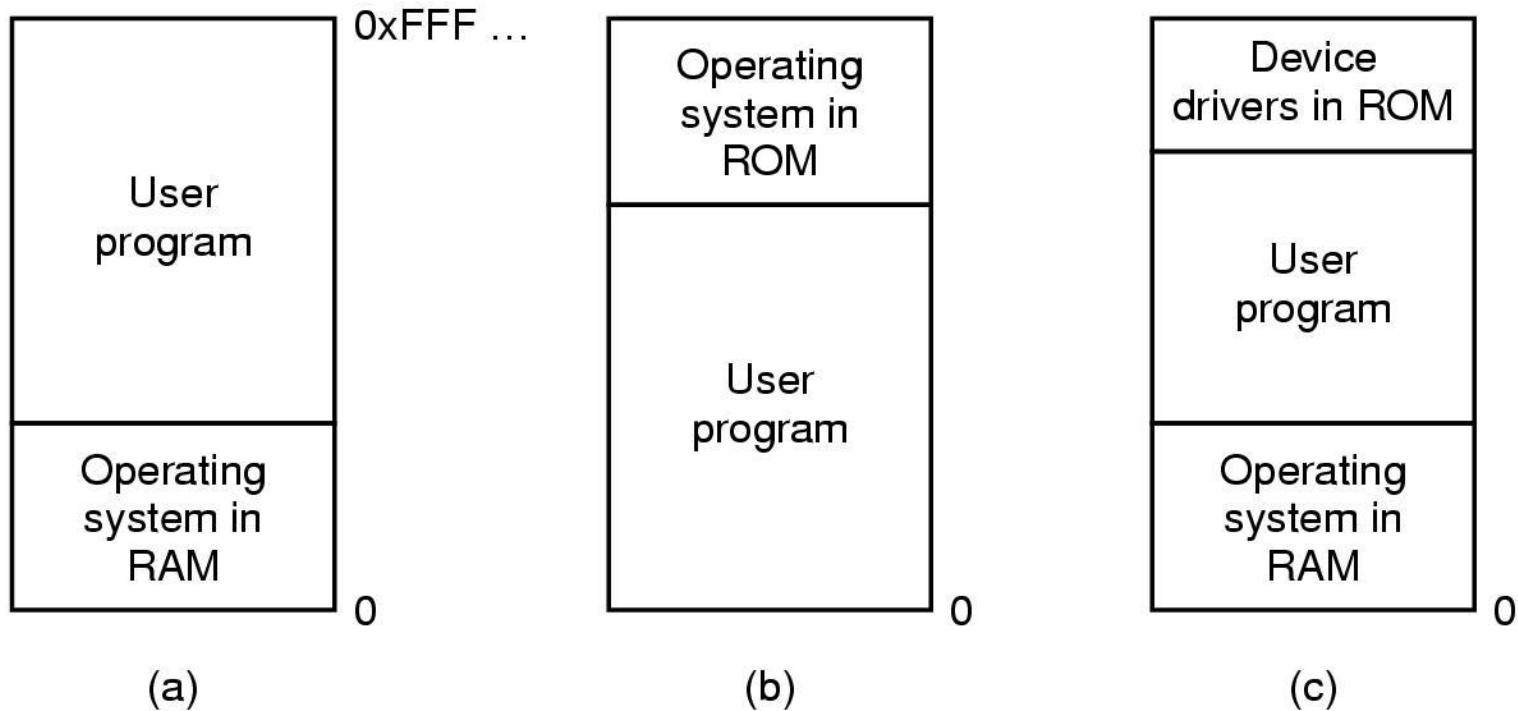 0xFFF ...
User
program
Operating
system in
RAM
0
(a)
Operating
system in
ROM
User
program
0
(b)
Device
drivers in ROM
User
program
Operating
system in
RAM
0
(c)